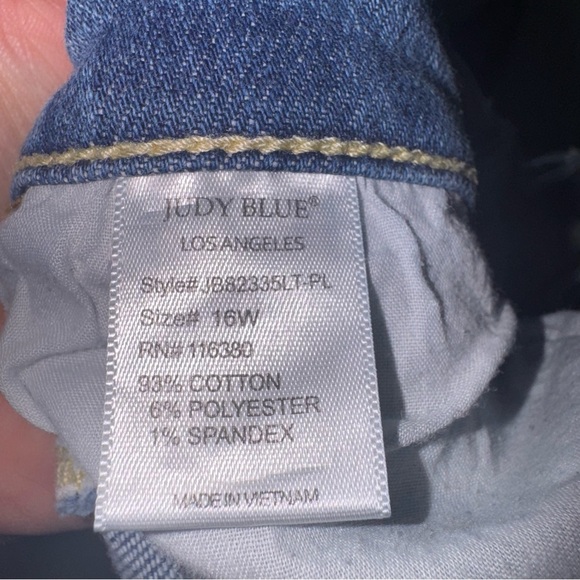 JUDY BLUE®
LOS ANGELES
Style# JB82335LT-PL
Size# 16W
RN# 116380
93% COTTON
6% POLYESTER
1% SPANDEX
MADE IN VIETNAM